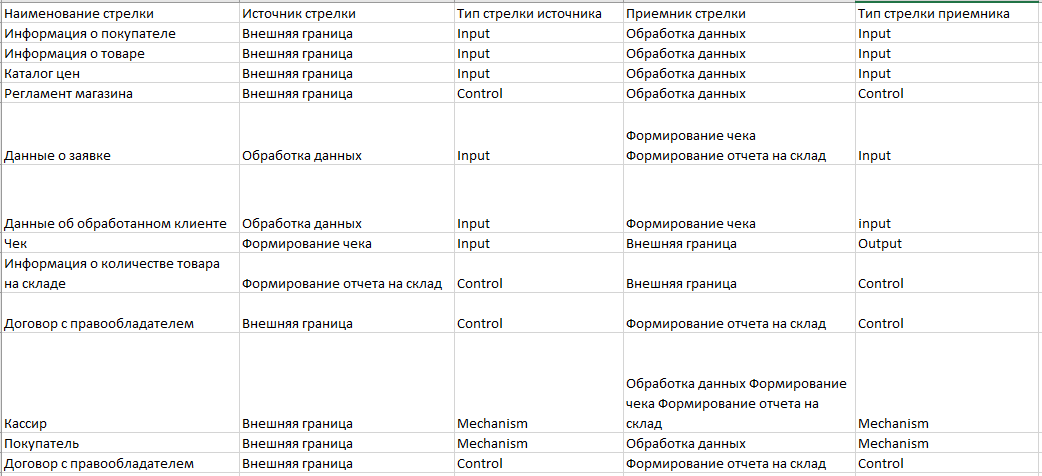 Наименование стрелки Источник стрелки Тип стрелки источника Приемник стрелки Тип стрелки приемника
Информация о покупателе Внешняя граница Input Обработка данных Input
Информация о товаре Внешняя граница Input Обработка данных Input
Каталог цен Внешняя граница Input Обработка данных Input
Регламент магазина Внешняя граница Control Обработка данных Control
Формирование чека
Данные о заявке Обработка данных Input Формирование отчета на склад Input
Данные об обработанном клиенте Обработка данных Input Формирование чека input
Чек Формирование чека Input Внешняя граница Output
Информация о количестве товара
на складе Формирование отчета на склад Control Внешняя граница Control
Договор с правообладателем Внешняя граница Control Формирование отчета на склад Control
Обработка данных Формирование
чека Формирование отчета на
Кассир Внешняя граница Mechanism склад Mechanism
Покупатель Внешняя граница Mechanism Обработка данных Mechanism
Договор с правообладателем Внешняя граница Control Формирование отчета на склад Control